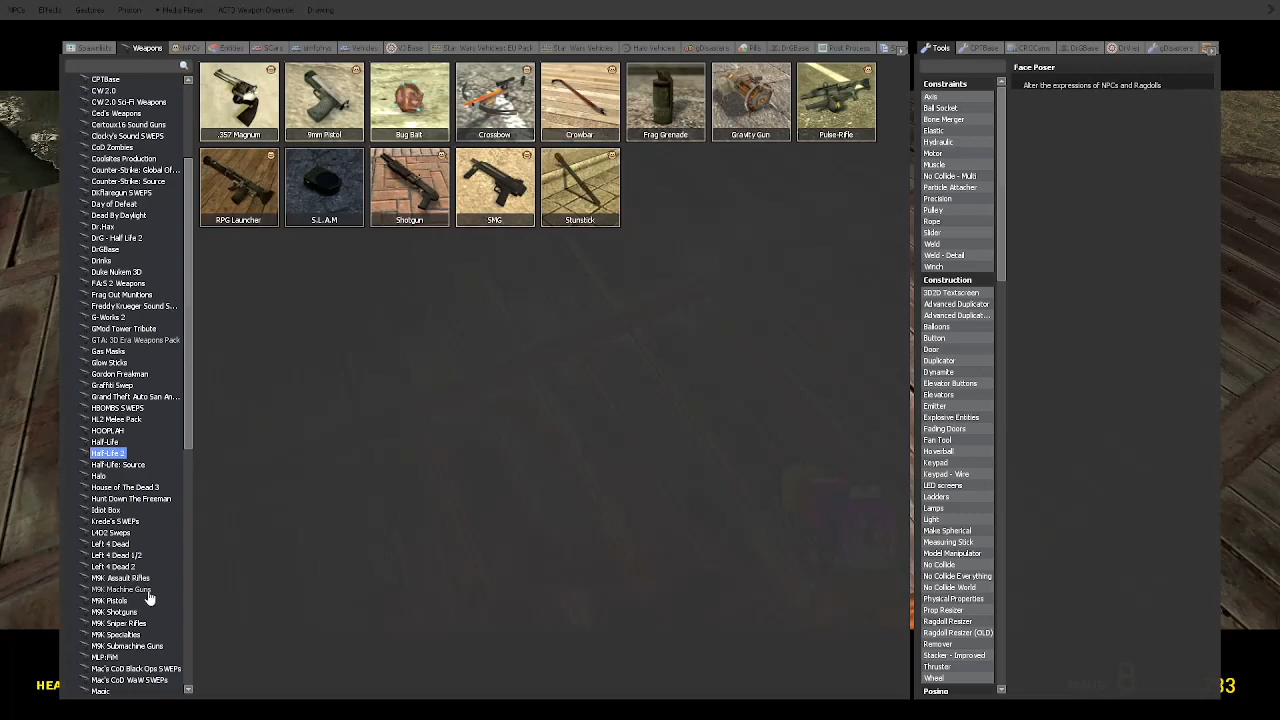 NPCs Effects Gestures Photon ▸ Media Player ACT3 Weapon Override Drawing
Spawnlists Weapons NPCs Entities SCars simfphys Vehicles VJ Base Star Wars Vehicles: EU Pack Star Wars Vehicles Halo Vehicles gDisasters Pills DrGBase Post Process
Tools CPTBase CROCams DrGBase DrVrej gDisasters
CPTBase
CW 2.0
CW 2.0 Sci-Fi Weapons
Ced's Weapons
Certoux16 Sound Guns
Clocky's Sound SWEPS
CoD Zombies
Coolsites Production
Counter-Strike: Global Of...
Counter-Strike: Source
DKflaregun SWEPS
Day of Defeat
Dead By Daylight
Dr.Hax
DrG - Half Life 2
DrGBase
Drinks
Duke Nukem 3D
FA:S 2 Weapons
Frag Out Munitions
Freddy Krueger Sound S...
G-Works 2
GMod Tower Tribute
GTA: 3D Era Weapons Pack
Gas Masks
Glow Sticks
Gordon Freakman
Graffiti Swep
Grand Theft Auto San An...
HBOMBS SWEPS
HL2 Melee Pack
HOOPLAH
Half-Life
Half-Life 2
Half-Life: Source
Halo
House of The Dead 3
Hunt Down The Freeman
Idiot Box
Krede's SWEPs
L4D2 Sweps
Left 4 Dead
Left 4 Dead 1/2
Left 4 Dead 2
M9K Assault Rifles
M9K Machine Guns
M9K Pistols
M9K Shotguns
M9K Sniper Rifles
M9K Specialties
M9K Submachine Guns
MLP:FiM
Mac's CoD Black Ops SWEPs
Mac's CoD WaW SWEPs
Magic
.357 Magnum 9mm Pistol Bug Bait Crossbow Crowbar Frag Grenade Gravity Gun Pulse-Rifle
RPG Launcher S.L.A.M Shotgun SMG Stunstick
Constraints
Axis
Ball Socket
Bone Merger
Elastic
Hydraulic
Motor
Muscle
No Collide - Multi
Particle Attacher
Precision
Pulley
Rope
Slider
Weld
Weld - Detail
Winch
Construction
3D2D Textscreen
Advanced Duplicator
Advanced Duplicat...
Balloons
Button
Door
Duplicator
Dynamite
Elevator Buttons
Elevators
Emitter
Explosive Entities
Fading Doors
Fan Tool
Hoverball
Keypad
Keypad - Wire
LED screens
Ladders
Lamps
Light
Make Spherical
Measuring Stick
Model Manipulator
No Collide
No Collide Everything
No Collide World
Physical Properties
Prop Resizer
Ragdoll Resizer
Ragdoll Resizer (OLD)
Remover
Stacker - Improved
Thruster
Wheel
Posing
Face Poser
Alter the expressions of NPCs and Ragdolls